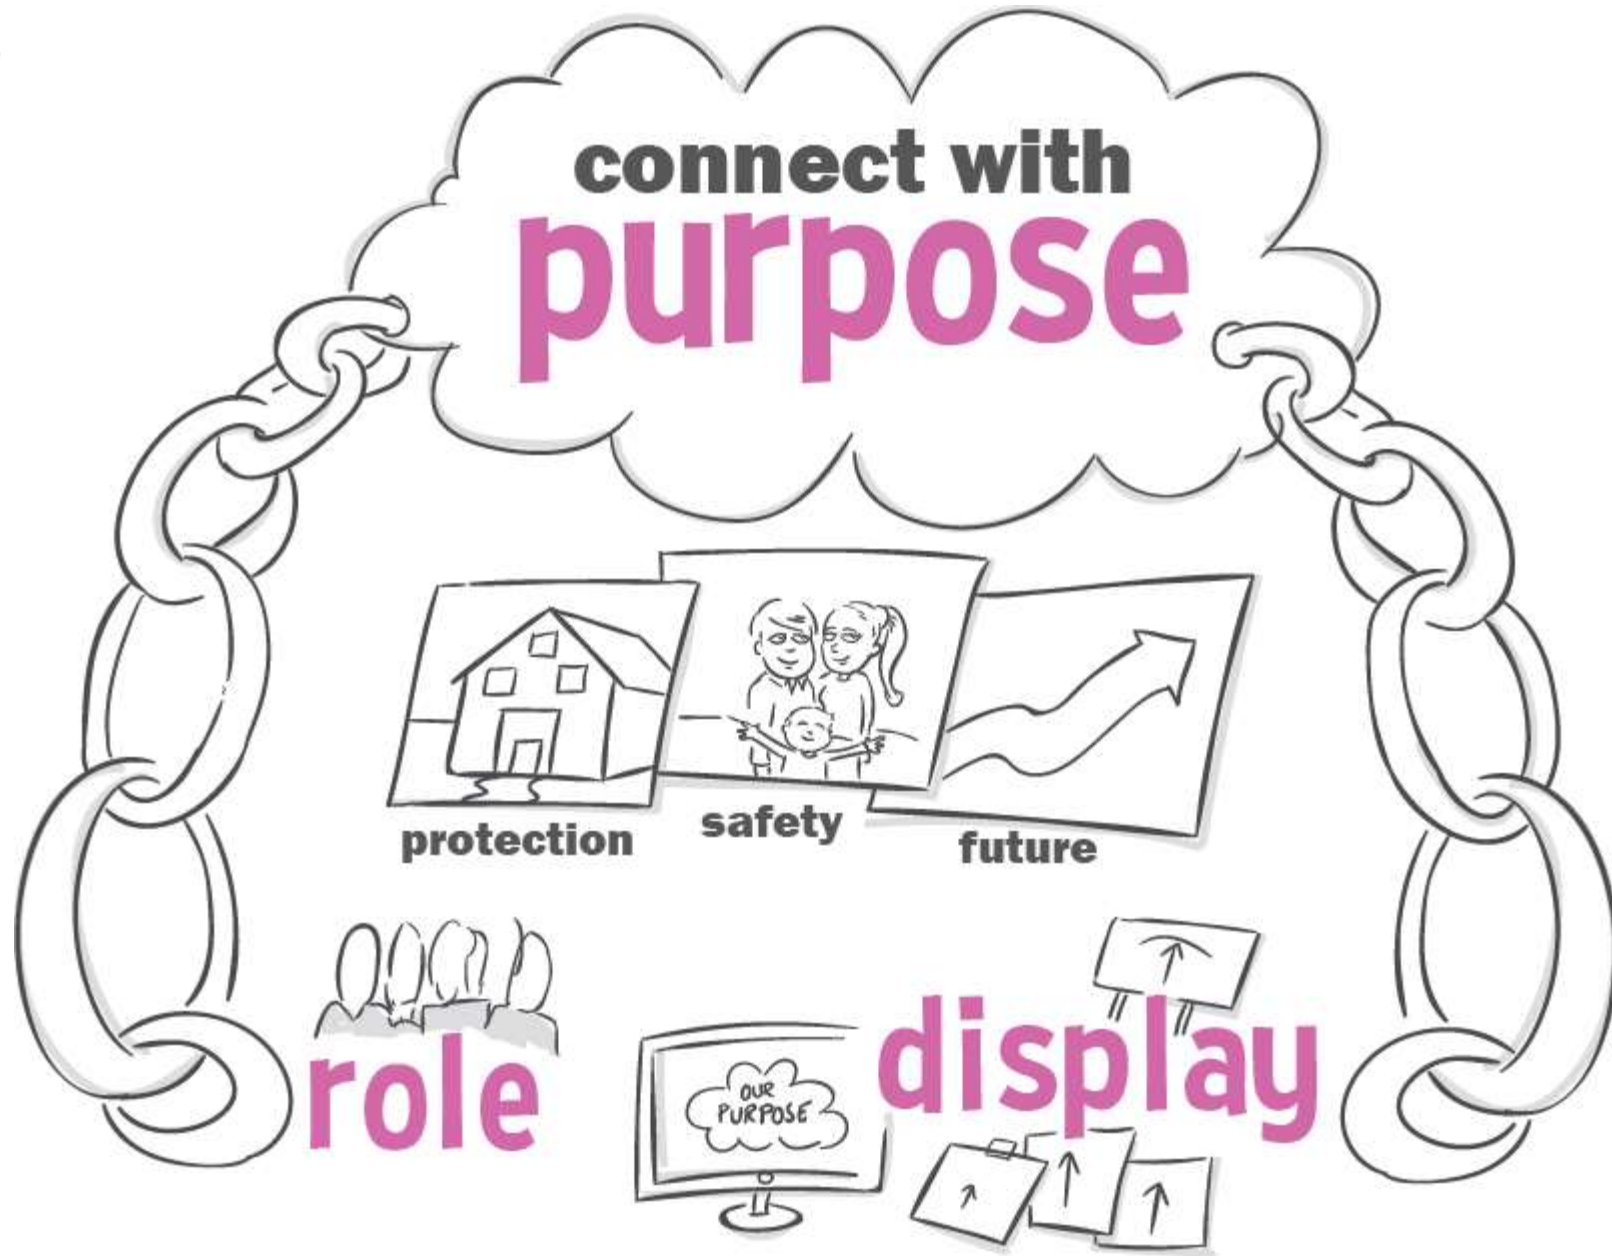 connect with
purpose
protection
safety
future
role
display
OUR
PURPOSE